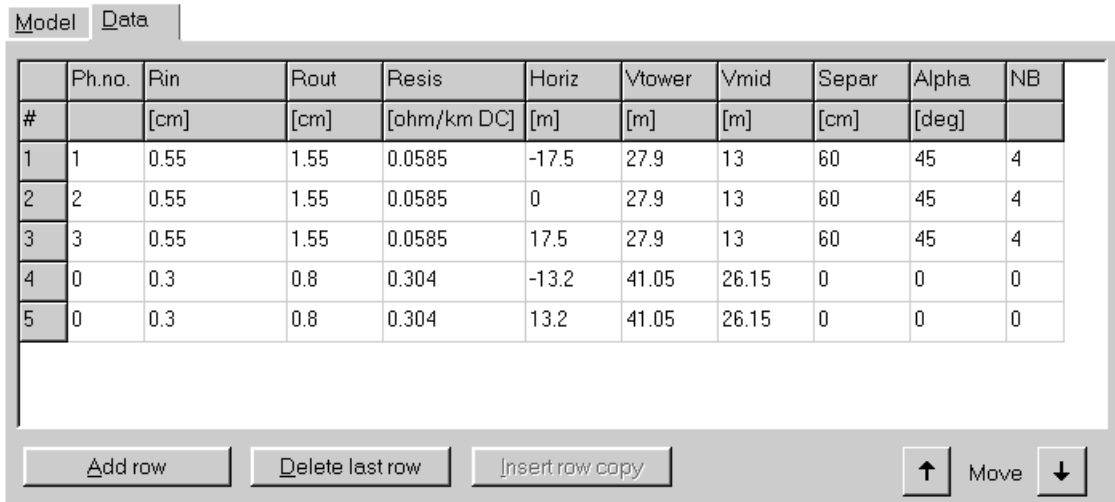 Model Data
Ph.no. Rin Rout Resis Horiz Vtower Vmid Separ Alpha NB
# [cm] [cm] [ohm/km DC] [m] [m] [m] [cm] [deg]
1 1 0.55 1.55 0.0585 -17.5 27.9 13 60 45 4
2 2 0.55 1.55 0.0585 0 27.9 13 60 45 4
3 3 0.55 1.55 0.0585 17.5 27.9 13 60 45 4
4 0 0.3 0.8 0.304 -13.2 41.05 26.15 0 0 0
5 0 0.3 0.8 0.304 13.2 41.05 26.15 0 0 0
Add row Delete last row Insert row copy Move